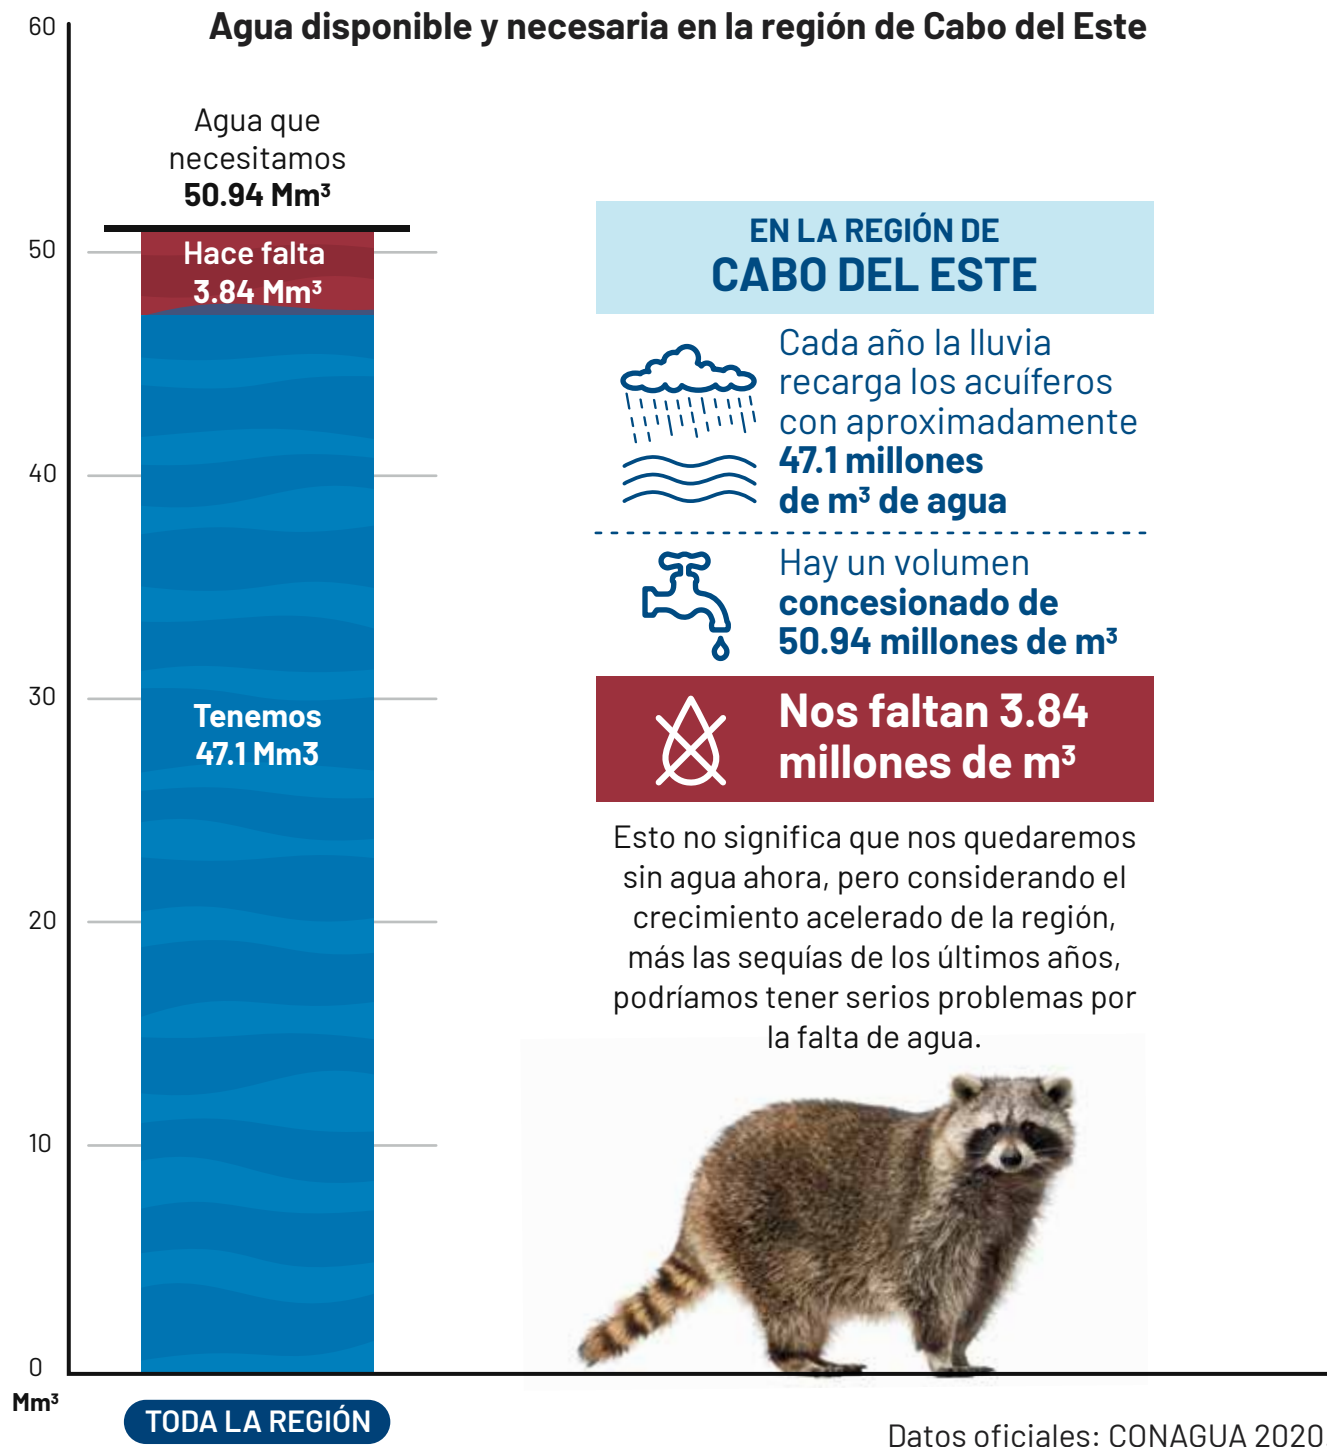 Agua disponible y necesaria en la región de Cabo del Este
60
50
40
30
20
10
0
Mm³
Agua que
necesitamos
50.94 Mm³
Hace falta
3.84 Mm³
Tenemos
47.1 Mm3
TODA LA REGIÓN
EN LA REGIÓN DE
CABO DEL ESTE
Cada año la lluvia
recarga los acuíferos
con aproximadamente
47.1 millones
de m³ de agua
Hay un volumen
concesionado de
50.94 millones de m³
Nos faltan 3.84
millones de m³
Esto no significa que nos quedaremos
sin agua ahora, pero considerando el
crecimiento acelerado de la región,
más las sequías de los últimos años,
podríamos tener serios problemas por
la falta de agua.
Datos oficiales: CONAGUA 2020